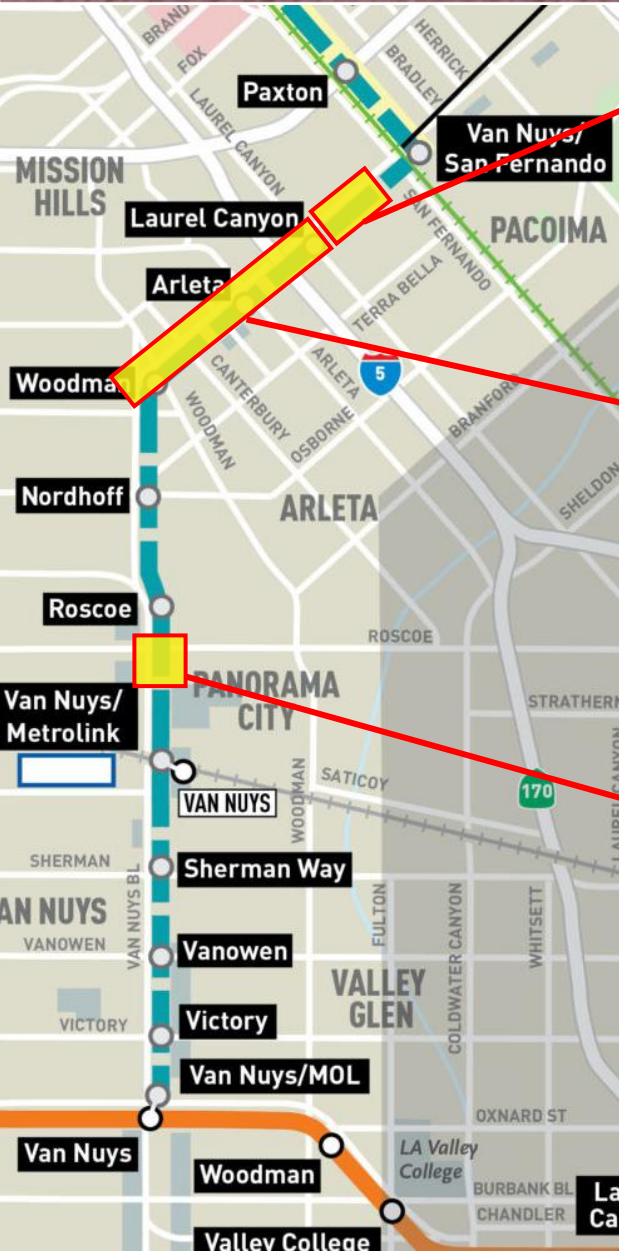 BRAND
FOX
HERRICK
BRADLEY
Paxton
LAUREL CANYON
Van Nuys/
San Fernando
MISSION
HILLS
Laurel Canyon
SAN FERNANDO
PACOIMA
Arleta
TERRA BELLA
ARLETA
5
Woodman
CANTERBURY
WOODMAN
OSBORNE
BRANFORD
Nordhoff
ARLETA
SHELDON
Roscoe
ROSCOE
PANORAMA
CITY
STRATHERN
Van Nuys/
Metrolink
VAN NUYS
SATICOY
WOODMAN
170
LAUREL CANYON
SHERMAN
Sherman Way
VAN NUYS BL
AN NUYS
VANOWEN
Vanowen
FULTON
COLDWATER CANYON
WHITSETT
VALLEY
GLEN
VICTORY
Victory
Van Nuys/MOL
OXNARD ST
Van Nuys
Woodman
LA Valley
College
BURBANK BL
CHANDLER
La
Ca
Valley College